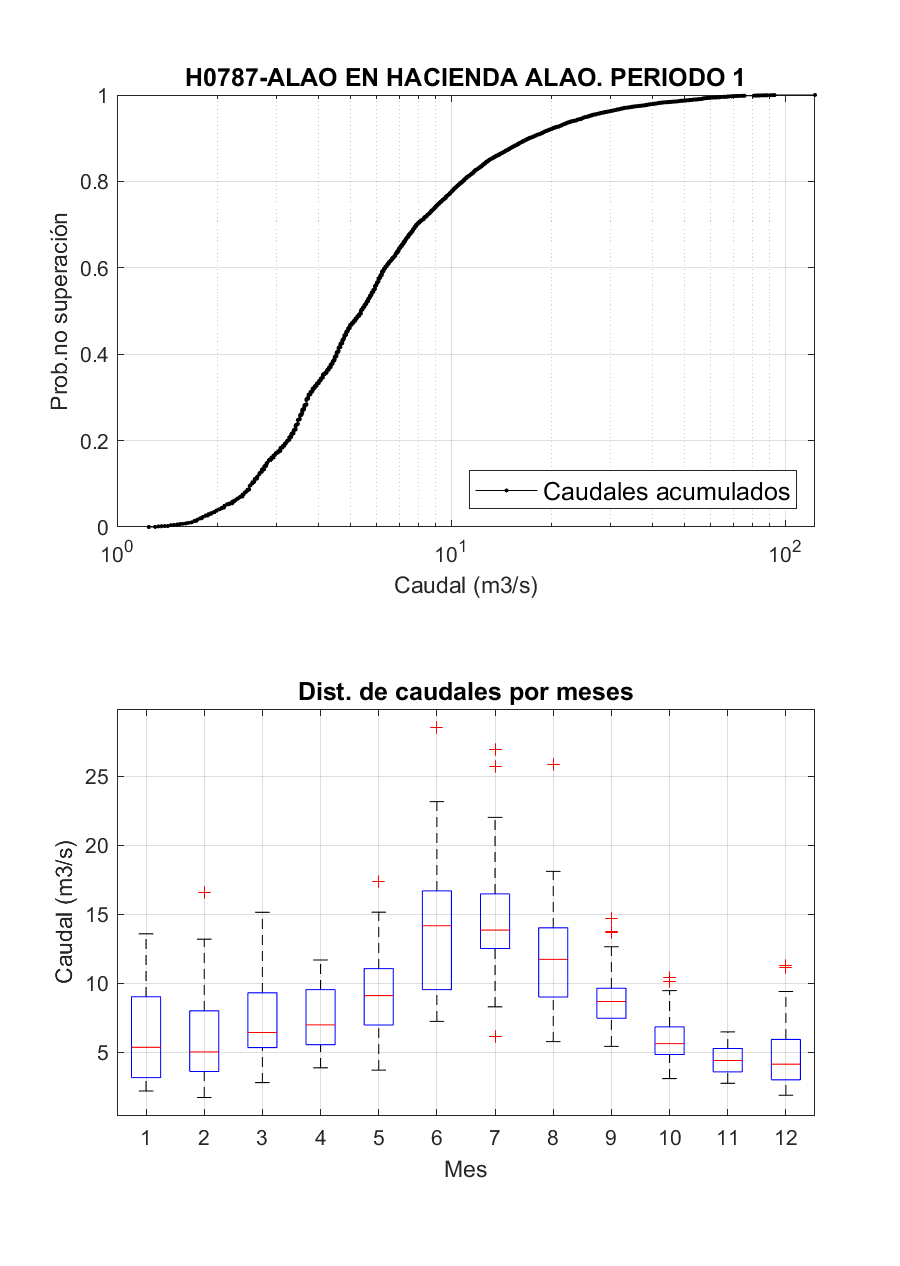 H0787-ALAO EN HACIENDA ALAO. PERIODO 1
1
0.8
0.6
0.4
0.2
0
Prob.no superación
Caudales acumulados
10^0 10^1 10^2
Caudal (m3/s)
Dist. de caudales por meses
25
20
15
10
5
Caudal (m3/s)
1 2 3 4 5 6 7 8 9 10 11 12
Mes